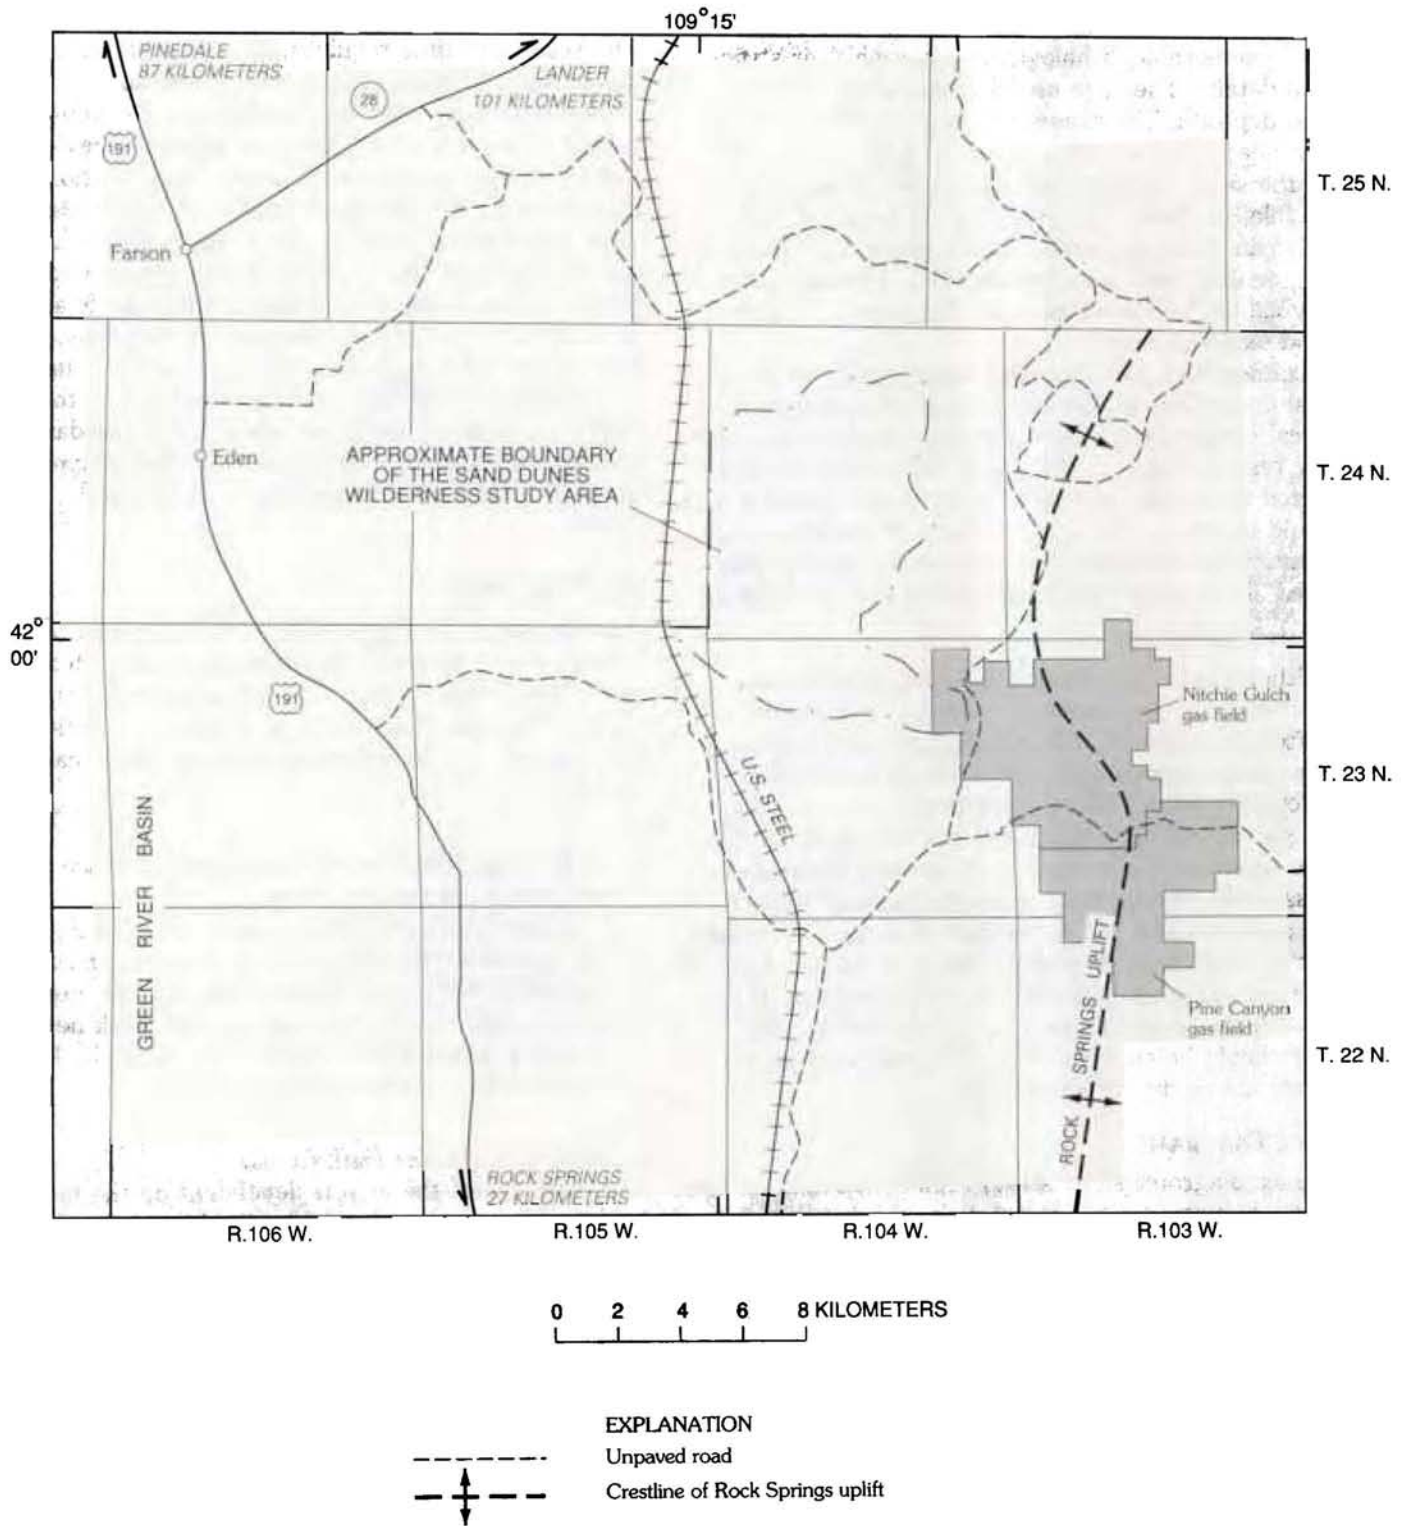 109° 15'
PINEDALE
87 KILOMETERS
LANDER
101 KILOMETERS
28
191
T. 25 N.
Farson
Eden
APPROXIMATE BOUNDARY
OF THE SAND DUNES
WILDERNESS STUDY AREA
T. 24 N.
42°
00'
191
Nitchie Gulch
gas field
U.S. STEEL
T. 23 N.
GREEN RIVER BASIN
ROCK SPRINGS UPLIFT
Pine Canyon
gas field
T. 22 N.
ROCK SPRINGS
27 KILOMETERS
R.106 W.
R.105 W.
R.104 W.
R.103 W.
0 2 4 6 8 KILOMETERS
EXPLANATION
Unpaved road
Crestline of Rock Springs uplift